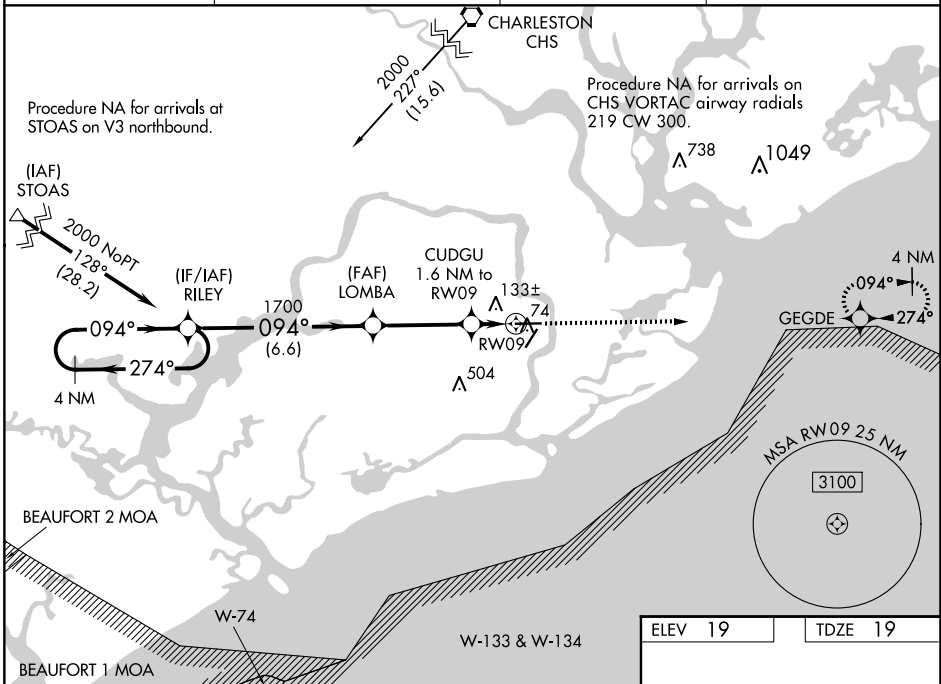 CHARLESTON
CHS
2000
227°
(15.6)
Procedure NA for arrivals at
STOAS on V3 northbound.
Procedure NA for arrivals on
CHS VORTAC airway radials
219 CW 300.
738
1049
(IAF)
STOAS
2000 NoPT
128°
(28.2)
(IF/IAF)
RILEY
094°
274°
4 NM
1700
094°
(6.6)
(FAF)
LOMBA
CUDGU
1.6 NM to
RW09
133±
74
RW09
504
4 NM
094°
274°
GEGDE
MSA RW09 25 NM
3100
BEAUFORT 2 MOA
W-74
W-133 & W-134
BEAUFORT 1 MOA
ELEV 19
TDZE 19